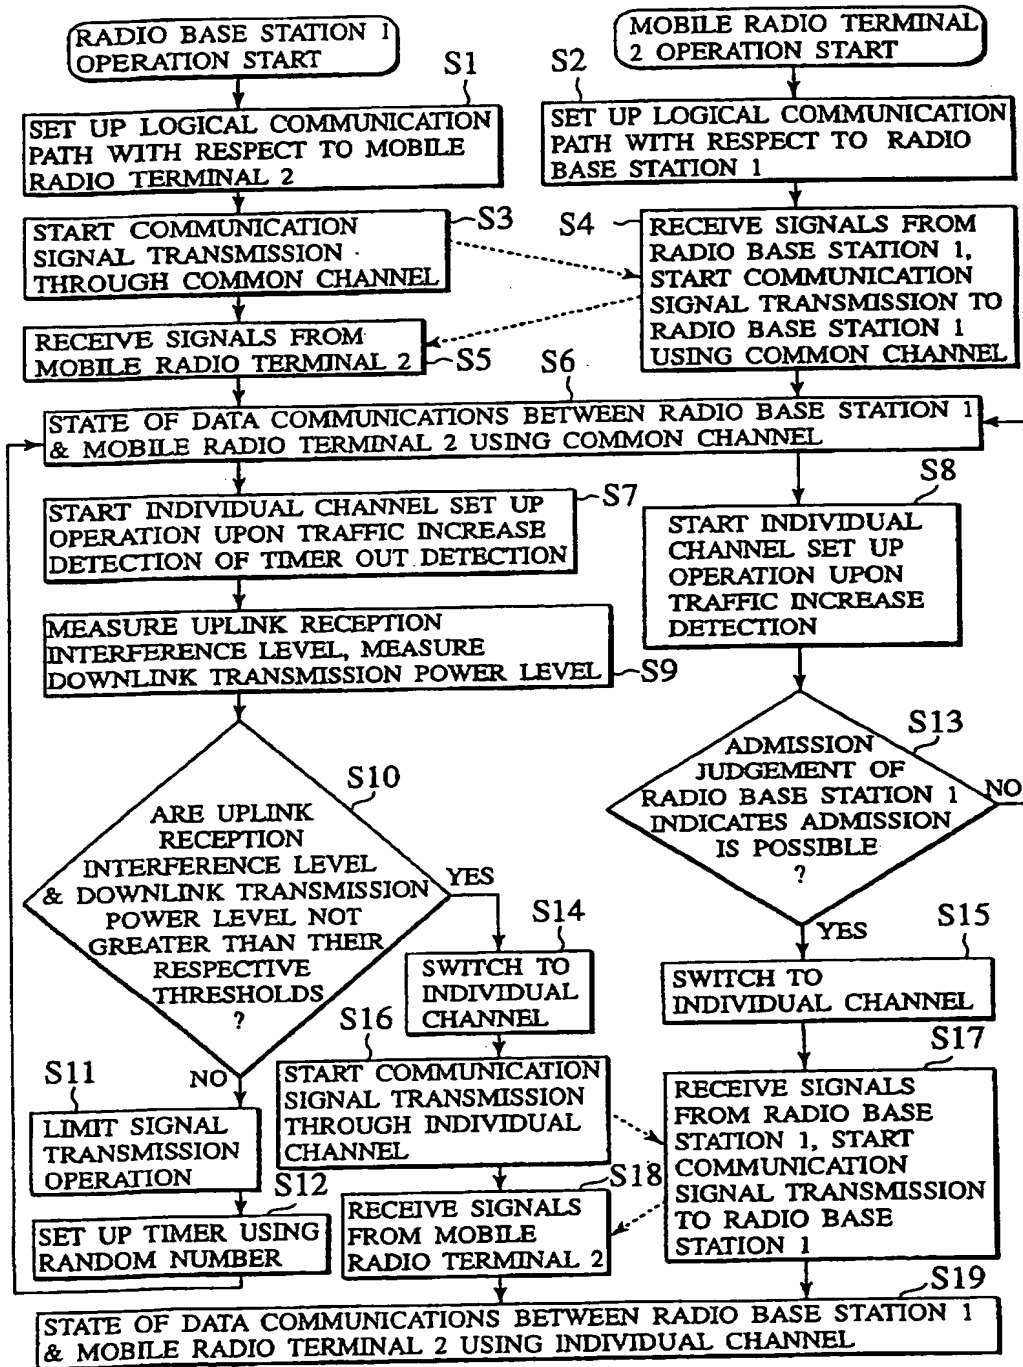 RADIO BASE STATION 1
OPERATION START
MOBILE RADIO TERMINAL
2 OPERATION START
S1
SET UP LOGICAL COMMUNICATION
PATH WITH RESPECT TO MOBILE
RADIO TERMINAL 2
S2
SET UP LOGICAL COMMUNICATION
PATH WITH RESPECT TO RADIO
BASE STATION 1
S3
START COMMUNICATION
SIGNAL TRANSMISSION
THROUGH COMMON CHANNEL
S4
RECEIVE SIGNALS FROM
RADIO BASE STATION 1,
START COMMUNICATION
SIGNAL TRANSMISSION TO
RADIO BASE STATION 1
USING COMMON CHANNEL
RECEIVE SIGNALS FROM
MOBILE RADIO TERMINAL 2
S5
S6
STATE OF DATA COMMUNICATIONS BETWEEN RADIO BASE STATION 1
& MOBILE RADIO TERMINAL 2 USING COMMON CHANNEL
S7
START INDIVIDUAL CHANNEL SET UP
OPERATION UPON TRAFFIC INCREASE
DETECTION OF TIMER OUT DETECTION
S8
START INDIVIDUAL
CHANNEL SET UP
OPERATION UPON
TRAFFIC INCREASE
DETECTION
MEASURE UPLINK RECEPTION
INTERFERENCE LEVEL, MEASURE
DOWNLINK TRANSMISSION POWER LEVEL
S9
S10
ARE UPLINK
RECEPTION
INTERFERENCE LEVEL
& DOWNLINK TRANSMISSION
POWER LEVEL NOT
GREATER THAN THEIR
RESPECTIVE
THRESHOLDS
?
YES
NO
S13
ADMISSION
JUDGEMENT OF
RADIO BASE STATION 1
INDICATES ADMISSION
IS POSSIBLE
?
NO
YES
S14
SWITCH TO
INDIVIDUAL
CHANNEL
S15
SWITCH TO
INDIVIDUAL CHANNEL
S11
LIMIT SIGNAL
TRANSMISSION
OPERATION
S16
START COMMUNICATION
SIGNAL TRANSMISSION
THROUGH INDIVIDUAL
CHANNEL
S17
RECEIVE SIGNALS
FROM RADIO BASE
STATION 1, START
COMMUNICATION
SIGNAL TRANSMISSION
TO RADIO BASE
STATION 1
S12
SET UP TIMER USING
RANDOM NUMBER
S18
RECEIVE SIGNALS
FROM MOBILE
RADIO TERMINAL 2
S19
STATE OF DATA COMMUNICATIONS BETWEEN RADIO BASE STATION 1
& MOBILE RADIO TERMINAL 2 USING INDIVIDUAL CHANNEL